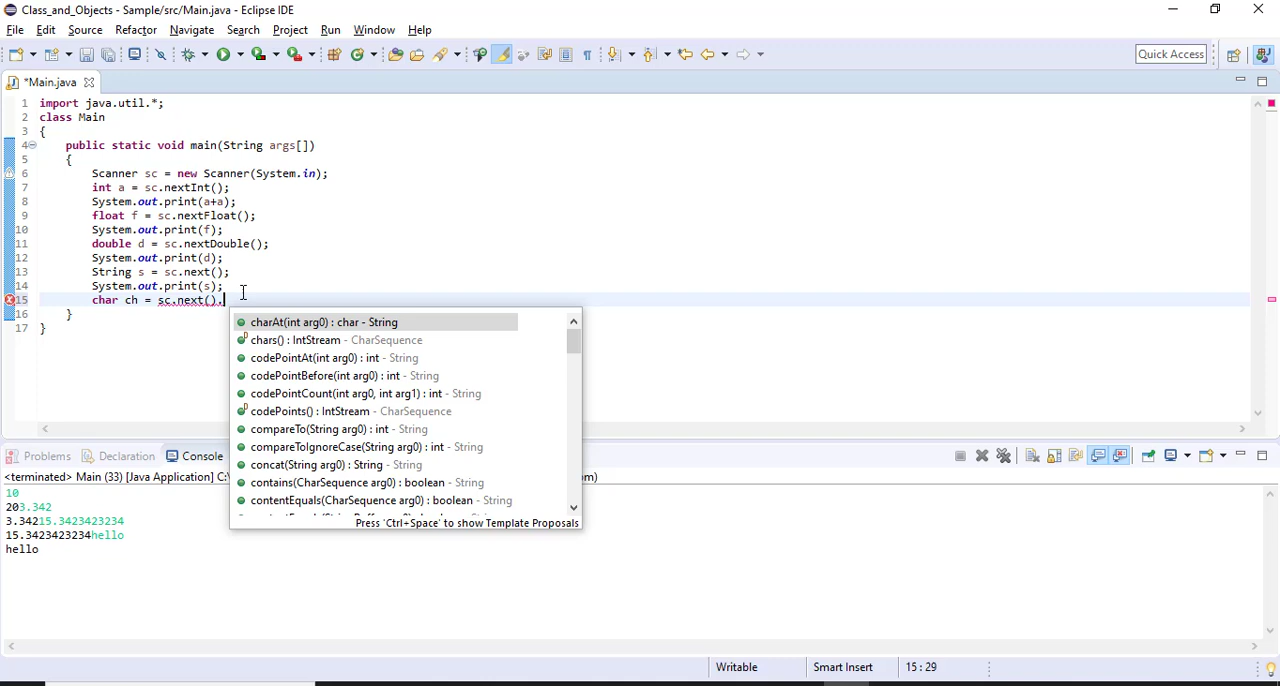 Class_and_Objects - Sample/src/Main.java - Eclipse IDE
File Edit Source Refactor Navigate Search Project Run Window Help
Quick Access
*Main.java
1 import java.util.*;
2 class Main
3 {
4 public static void main(String args[])
5 {
6 Scanner sc = new Scanner(System.in);
7 int a = sc.nextInt();
8 System.out.print(a+a);
9 float f = sc.nextFloat();
10 System.out.print(f);
11 double d = sc.nextDouble();
12 System.out.print(d);
13 String s = sc.next();
14 System.out.print(s);
15 char ch = sc.next().
16 }
17 }
charAt(int arg0) : char - String
chars() : IntStream - CharSequence
codePointAt(int arg0) : int - String
codePointBefore(int arg0) : int - String
codePointCount(int arg0, int arg1) : int - String
codePoints() : IntStream - CharSequence
compareTo(String arg0) : int - String
compareToIgnoreCase(String arg0) : int - String
concat(String arg0) : String - String
contains(CharSequence arg0) : boolean - String
contentEquals(CharSequence arg0) : boolean - String
Press 'Ctrl+Space' to show Template Proposals
Problems Declaration Console
<terminated> Main (33) [Java Application] C:\
10
203.342
3.34215.3423423234
15.3423423234hello
hello
Writable Smart Insert 15 : 29